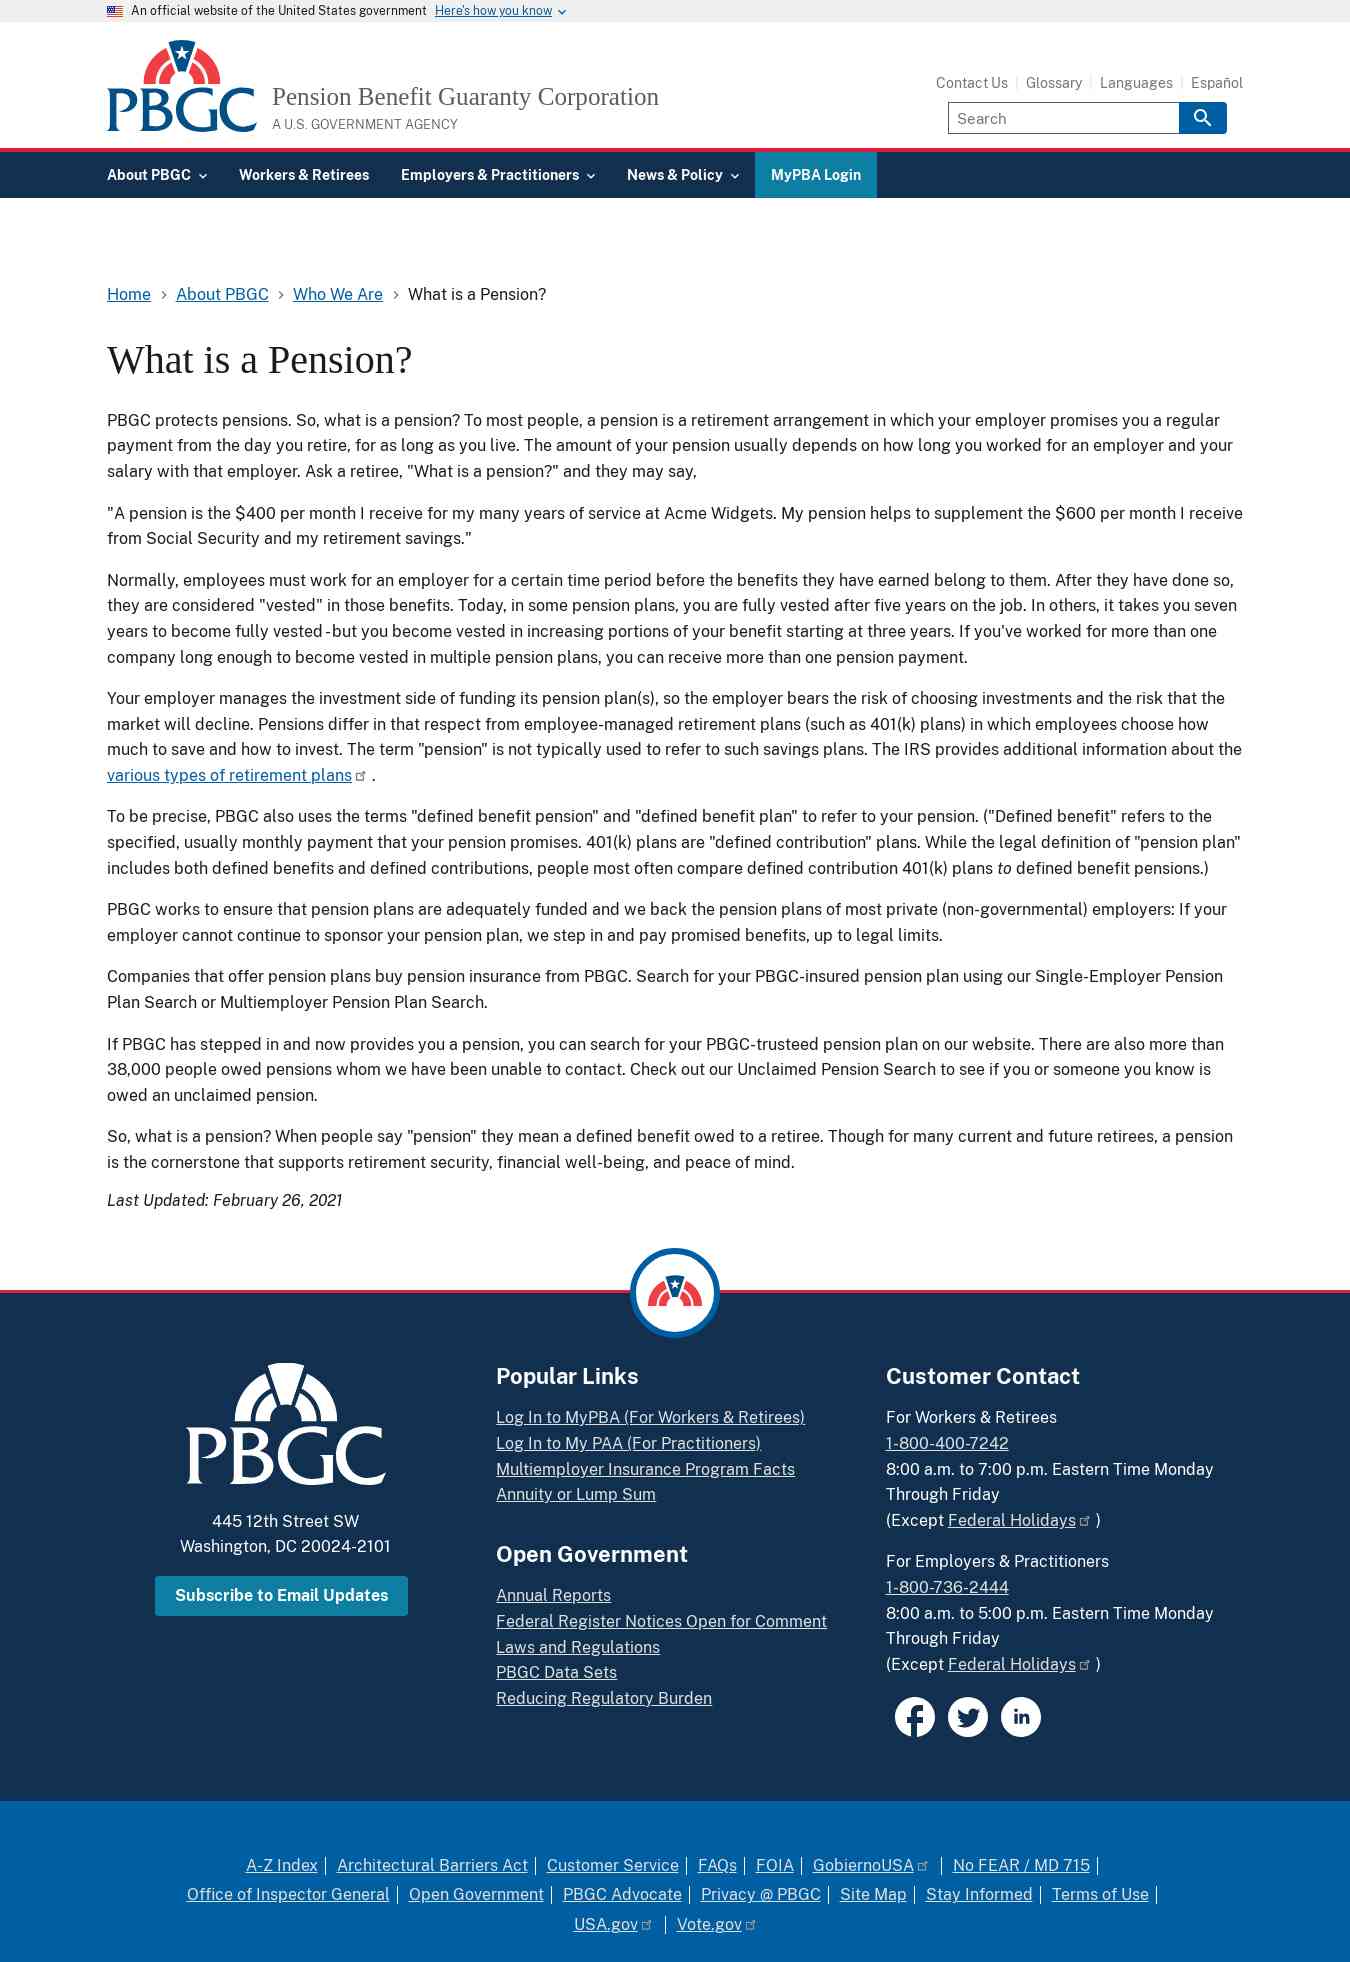 An official website of the United States government Here's how you know
PBGC
Pension Benefit Guaranty Corporation
A U.S. GOVERNMENT AGENCY
Contact Us | Glossary | Languages | Español
Search
About PBGC Workers & Retirees Employers & Practitioners News & Policy MyPBA Login
Home > About PBGC > Who We Are > What is a Pension?
What is a Pension?
PBGC protects pensions. So, what is a pension? To most people, a pension is a retirement arrangement in which your employer promises you a regular
payment from the day you retire, for as long as you live. The amount of your pension usually depends on how long you worked for an employer and your
salary with that employer. Ask a retiree, "What is a pension?" and they may say,
"A pension is the $400 per month I receive for my many years of service at Acme Widgets. My pension helps to supplement the $600 per month I receive
from Social Security and my retirement savings."
Normally, employees must work for an employer for a certain time period before the benefits they have earned belong to them. After they have done so,
they are considered "vested" in those benefits. Today, in some pension plans, you are fully vested after five years on the job. In others, it takes you seven
years to become fully vested - but you become vested in increasing portions of your benefit starting at three years. If you've worked for more than one
company long enough to become vested in multiple pension plans, you can receive more than one pension payment.
Your employer manages the investment side of funding its pension plan(s), so the employer bears the risk of choosing investments and the risk that the
market will decline. Pensions differ in that respect from employee-managed retirement plans (such as 401(k) plans) in which employees choose how
much to save and how to invest. The term "pension" is not typically used to refer to such savings plans. The IRS provides additional information about the
various types of retirement plans .
To be precise, PBGC also uses the terms "defined benefit pension" and "defined benefit plan" to refer to your pension. ("Defined benefit" refers to the
specified, usually monthly payment that your pension promises. 401(k) plans are "defined contribution" plans. While the legal definition of "pension plan"
includes both defined benefits and defined contributions, people most often compare defined contribution 401(k) plans to defined benefit pensions.)
PBGC works to ensure that pension plans are adequately funded and we back the pension plans of most private (non-governmental) employers: If your
employer cannot continue to sponsor your pension plan, we step in and pay promised benefits, up to legal limits.
Companies that offer pension plans buy pension insurance from PBGC. Search for your PBGC-insured pension plan using our Single-Employer Pension
Plan Search or Multiemployer Pension Plan Search.
If PBGC has stepped in and now provides you a pension, you can search for your PBGC-trusteed pension plan on our website. There are also more than
38,000 people owed pensions whom we have been unable to contact. Check out our Unclaimed Pension Search to see if you or someone you know is
owed an unclaimed pension.
So, what is a pension? When people say "pension" they mean a defined benefit owed to a retiree. Though for many current and future retirees, a pension
is the cornerstone that supports retirement security, financial well-being, and peace of mind.
Last Updated: February 26, 2021
PBGC
445 12th Street SW
Washington, DC 20024-2101
Subscribe to Email Updates
Popular Links
Log In to MyPBA (For Workers & Retirees)
Log In to My PAA (For Practitioners)
Multiemployer Insurance Program Facts
Annuity or Lump Sum
Open Government
Annual Reports
Federal Register Notices Open for Comment
Laws and Regulations
PBGC Data Sets
Reducing Regulatory Burden
Customer Contact
For Workers & Retirees
1-800-400-7242
8:00 a.m. to 7:00 p.m. Eastern Time Monday
Through Friday
(Except Federal Holidays )
For Employers & Practitioners
1-800-736-2444
8:00 a.m. to 5:00 p.m. Eastern Time Monday
Through Friday
(Except Federal Holidays )
in
A-Z Index | Architectural Barriers Act | Customer Service | FAQs | FOIA | GobiernoUSA | No FEAR / MD 715 |
Office of Inspector General | Open Government | PBGC Advocate | Privacy @ PBGC | Site Map | Stay Informed | Terms of Use |
USA.gov | Vote.gov